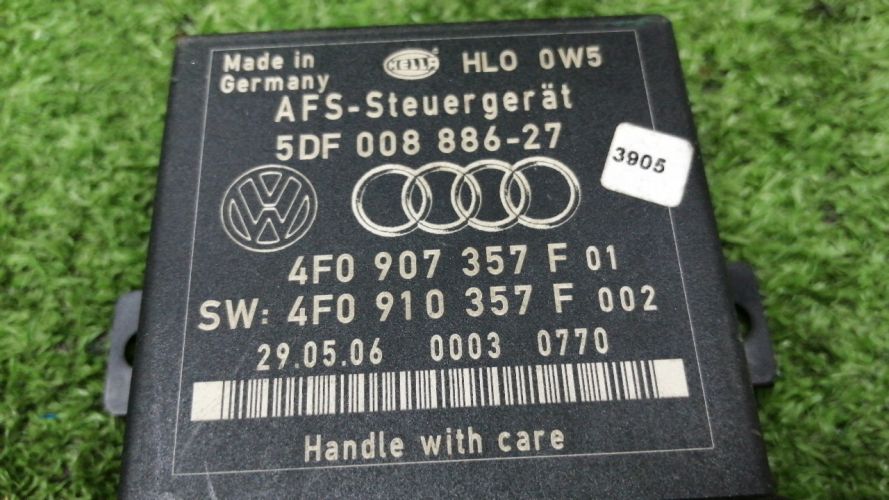 Made in HELLA HLO 0W5
Germany
AFS-Steuergerät
5DF 008 886-27
3905
VW
4F0 907 357 F 01
SW: 4F0 910 357 F 002
29.05.06 0003 0770
Handle with care